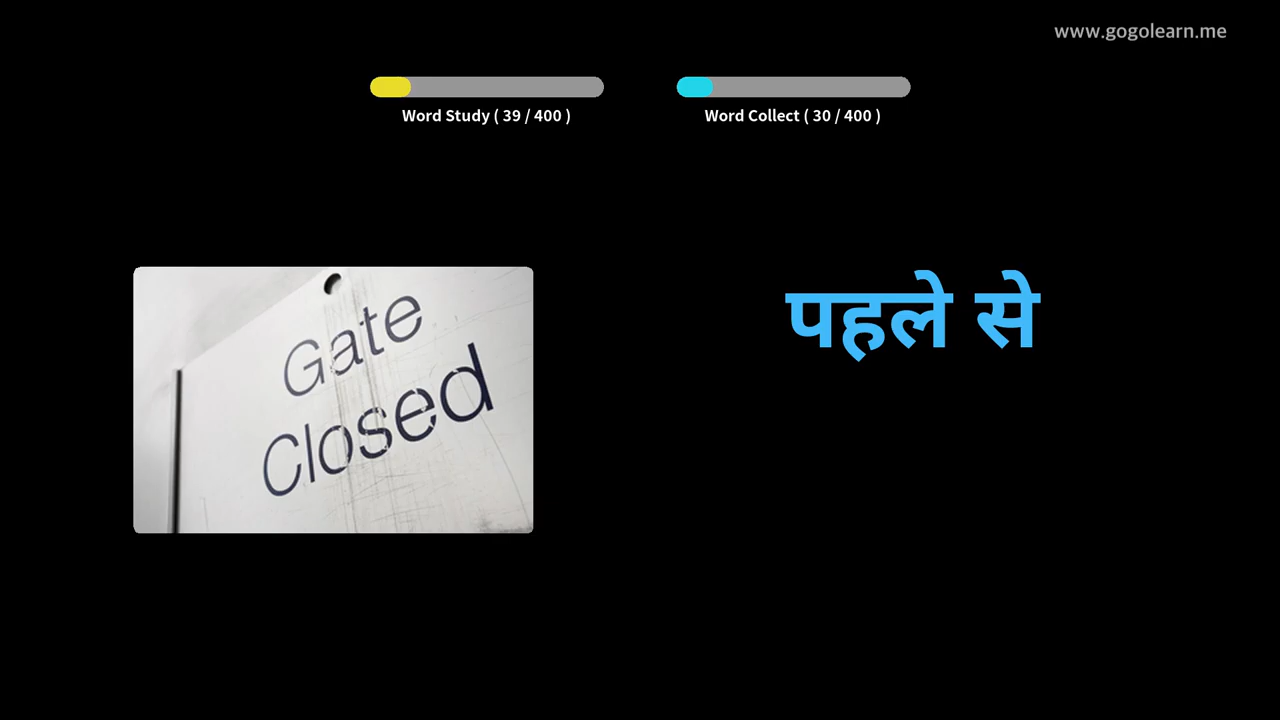 www.gogolearn.me
Word Study ( 39 / 400 )
Word Collect ( 30 / 400 )
Gate
Closed
पहले से